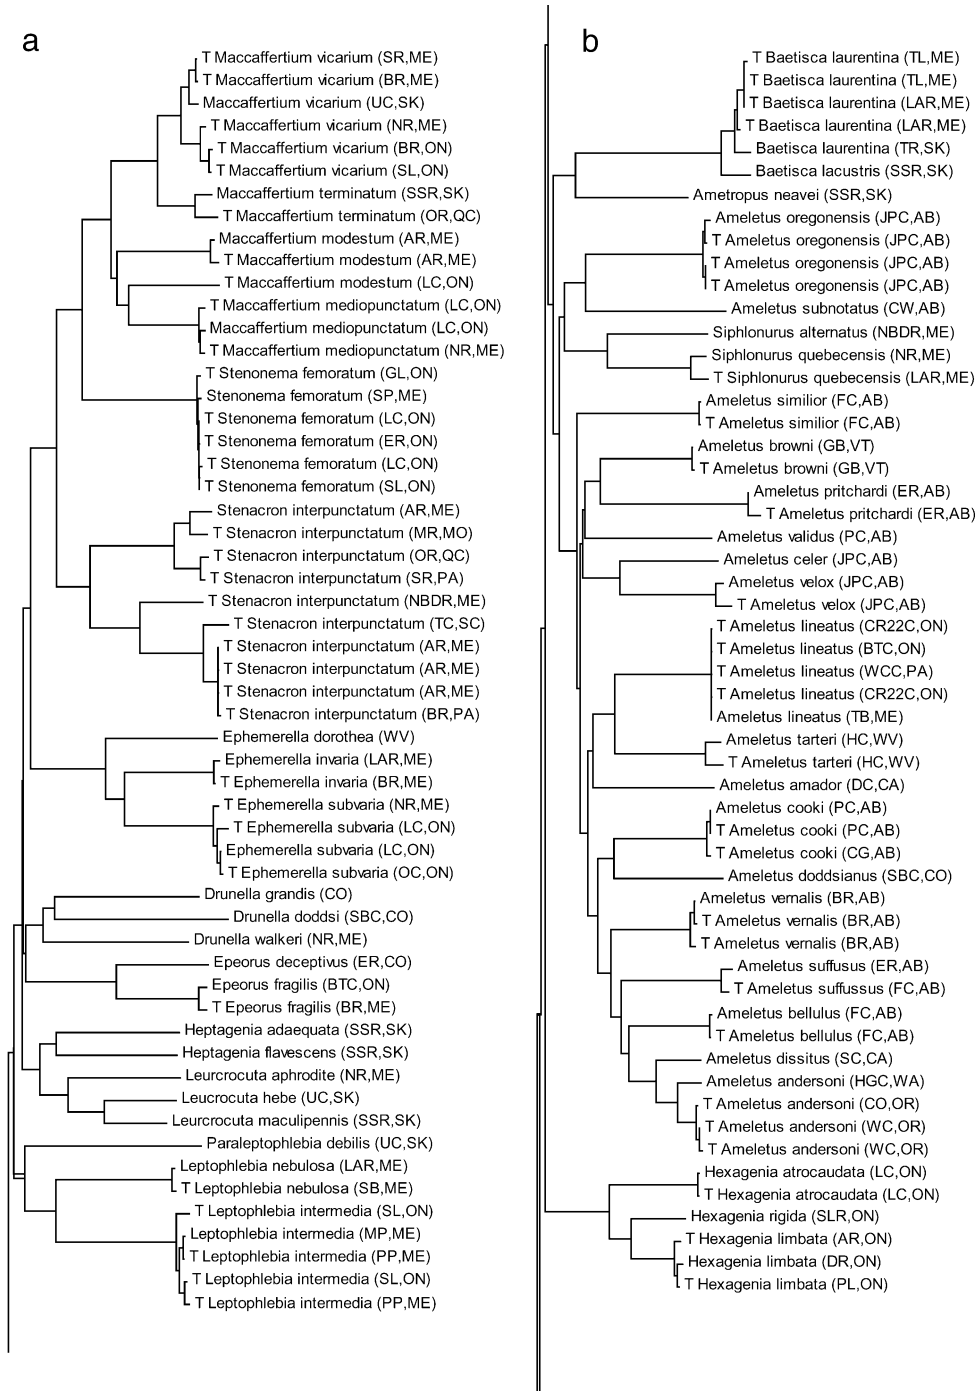 a
T Maccaffertium vicarium (SR,ME)
T Maccaffertium vicarium (BR,ME)
Maccaffertium vicarium (UC,SK)
T Maccaffertium vicarium (NR,ME)
T Maccaffertium vicarium (BR,ON)
T Maccaffertium vicarium (SL,ON)
Maccaffertium terminatum (SSR,SK)
T Maccaffertium terminatum (OR,QC)
Maccaffertium modestum (AR,ME)
T Maccaffertium modestum (AR,ME)
T Maccaffertium modestum (LC,ON)
T Maccaffertium mediopunctatum (LC,ON)
Maccaffertium mediopunctatum (LC,ON)
T Maccaffertium mediopunctatum (NR,ME)
T Stenonema femoratum (GL,ON)
Stenonema femoratum (SP,ME)
T Stenonema femoratum (LC,ON)
T Stenonema femoratum (ER,ON)
T Stenonema femoratum (LC,ON)
T Stenonema femoratum (SL,ON)
Stenacron interpunctatum (AR,ME)
T Stenacron interpunctatum (MR,MO)
T Stenacron interpunctatum (OR,QC)
T Stenacron interpunctatum (SR,PA)
T Stenacron interpunctatum (NBDR,ME)
T Stenacron interpunctatum (TC,SC)
T Stenacron interpunctatum (AR,ME)
T Stenacron interpunctatum (AR,ME)
T Stenacron interpunctatum (AR,ME)
T Stenacron interpunctatum (BR,PA)
Ephemerella dorothea (WV)
Ephemerella invaria (LAR,ME)
T Ephemerella invaria (BR,ME)
T Ephemerella subvaria (NR,ME)
T Ephemerella subvaria (LC,ON)
Ephemerella subvaria (LC,ON)
T Ephemerella subvaria (OC,ON)
Drunella grandis (CO)
Drunella doddsi (SBC,CO)
Drunella walkeri (NR,ME)
Epeorus deceptivus (ER,CO)
Epeorus fragilis (BTC,ON)
T Epeorus fragilis (BR,ME)
Heptagenia adaequata (SSR,SK)
Heptagenia flavescens (SSR,SK)
Leurcrocuta aphrodite (NR,ME)
Leucrocuta hebe (UC,SK)
Leurcrocuta maculipennis (SSR,SK)
Paraleptophlebia debilis (UC,SK)
Leptophlebia nebulosa (LAR,ME)
T Leptophlebia nebulosa (SB,ME)
T Leptophlebia intermedia (SL,ON)
Leptophlebia intermedia (MP,ME)
T Leptophlebia intermedia (PP,ME)
T Leptophlebia intermedia (SL,ON)
T Leptophlebia intermedia (PP,ME)
b
T Baetisca laurentina (TL,ME)
T Baetisca laurentina (TL,ME)
T Baetisca laurentina (LAR,ME)
T Baetisca laurentina (LAR,ME)
Baetisca laurentina (TR,SK)
Baetisca lacustris (SSR,SK)
Ametropus neavei (SSR,SK)
Ameletus oregonensis (JPC,AB)
T Ameletus oregonensis (JPC,AB)
T Ameletus oregonensis (JPC,AB)
T Ameletus oregonensis (JPC,AB)
Ameletus subnotatus (CW,AB)
Siphlonurus alternatus (NBDR,ME)
Siphlonurus quebecensis (NR,ME)
T Siphlonurus quebecensis (LAR,ME)
Ameletus similior (FC,AB)
T Ameletus similior (FC,AB)
Ameletus browni (GB,VT)
T Ameletus browni (GB,VT)
Ameletus pritchardi (ER,AB)
T Ameletus pritchardi (ER,AB)
Ameletus validus (PC,AB)
Ameletus celer (JPC,AB)
Ameletus velox (JPC,AB)
T Ameletus velox (JPC,AB)
T Ameletus lineatus (CR22C,ON)
T Ameletus lineatus (BTC,ON)
T Ameletus lineatus (WCC,PA)
T Ameletus lineatus (CR22C,ON)
Ameletus lineatus (TB,ME)
Ameletus tarteri (HC,WV)
T Ameletus tarteri (HC,WV)
Ameletus amador (DC,CA)
Ameletus cooki (PC,AB)
T Ameletus cooki (PC,AB)
T Ameletus cooki (CG,AB)
Ameletus doddsianus (SBC,CO)
Ameletus vernalis (BR,AB)
T Ameletus vernalis (BR,AB)
T Ameletus vernalis (BR,AB)
Ameletus suffusus (ER,AB)
T Ameletus suffussus (FC,AB)
Ameletus bellulus (FC,AB)
T Ameletus bellulus (FC,AB)
Ameletus dissitus (SC,CA)
Ameletus andersoni (HGC,WA)
T Ameletus andersoni (CO,OR)
T Ameletus andersoni (WC,OR)
T Ameletus andersoni (WC,OR)
Hexagenia atrocaudata (LC,ON)
T Hexagenia atrocaudata (LC,ON)
Hexagenia rigida (SLR,ON)
T Hexagenia limbata (AR,ON)
Hexagenia limbata (DR,ON)
T Hexagenia limbata (PL,ON)